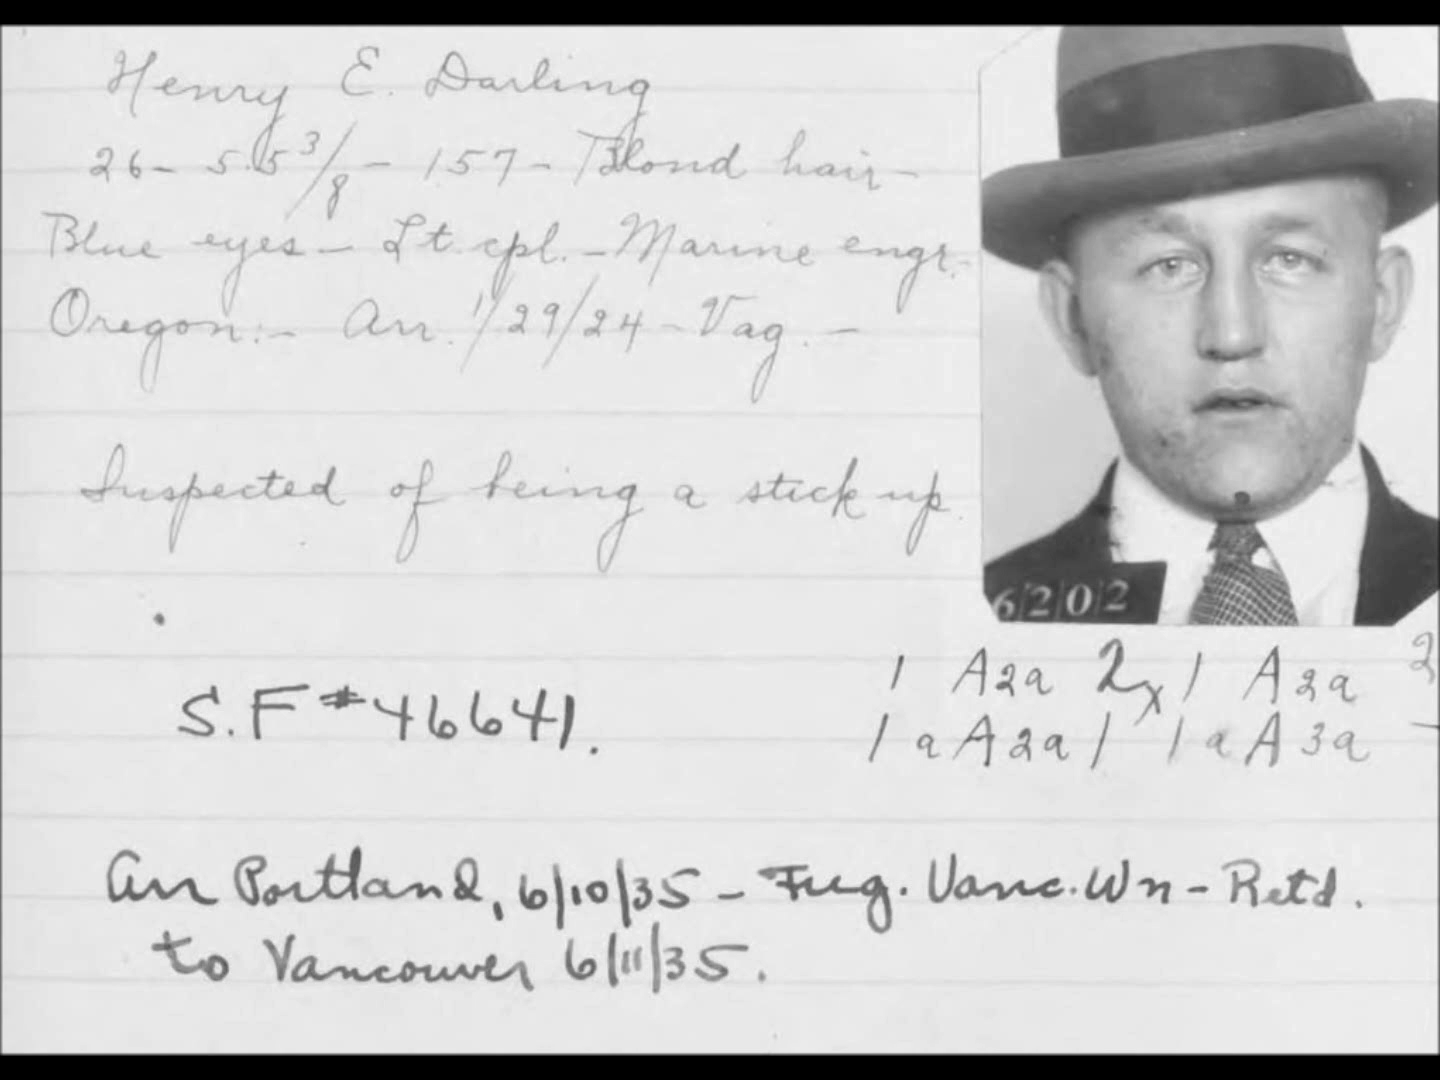 Henry E. Darling
26 - 5.5 3/8 - 157 - Blond hair -
Blue eyes - Lt. cpl. - Marine engr.
Oregon:- Arr. 1/29/24 - Vag. -
Suspected of being a stick up.
6202
S.F #46641.
1 A2a 2 x 1 A2a 2
1 aA2a 1 1 aA3a
Arr Portland, 6/10/35 - Fug. Vanc. Wn - Retd.
to Vancouver 6/11/35.